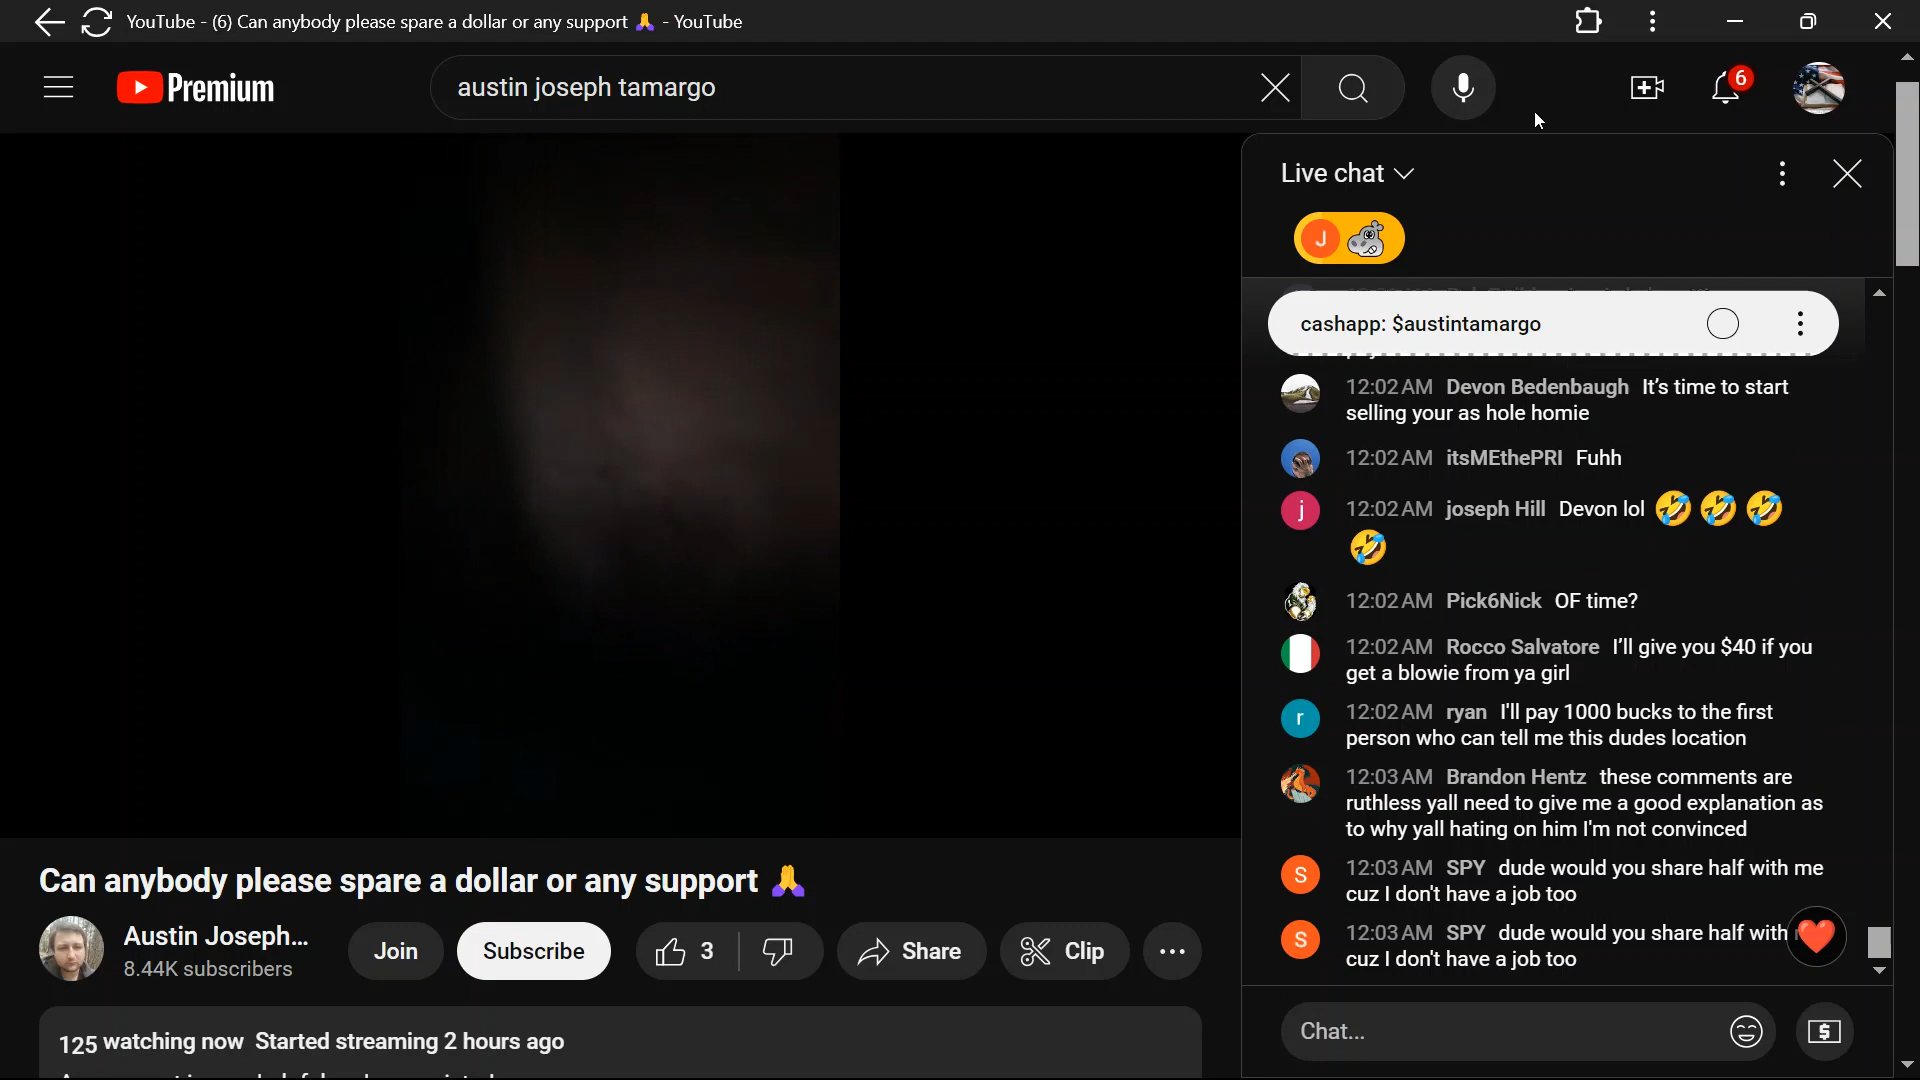 YouTube - (6) Can anybody please spare a dollar or any support 🙏 - YouTube
Premium
austin joseph tamargo
6
Live chat
J
cashapp: $austintamargo
12:02 AM Devon Bedenbaugh It's time to start
selling your as hole homie
12:02 AM itsMEthePRI Fuhh
j 12:02 AM joseph Hill Devon lol 🤣 🤣 🤣
🤣
12:02 AM Pick6Nick OF time?
12:02 AM Rocco Salvatore I'll give you $40 if you
get a blowie from ya girl
r 12:02 AM ryan I'll pay 1000 bucks to the first
person who can tell me this dudes location
12:03 AM Brandon Hentz these comments are
ruthless yall need to give me a good explanation as
to why yall hating on him I'm not convinced
S 12:03 AM SPY dude would you share half with me
cuz I don't have a job too
S 12:03 AM SPY dude would you share half with
cuz I don't have a job too
Chat...
Can anybody please spare a dollar or any support 🙏
Austin Joseph...
8.44K subscribers
Join
Subscribe
3
Share
Clip
125 watching now Started streaming 2 hours ago